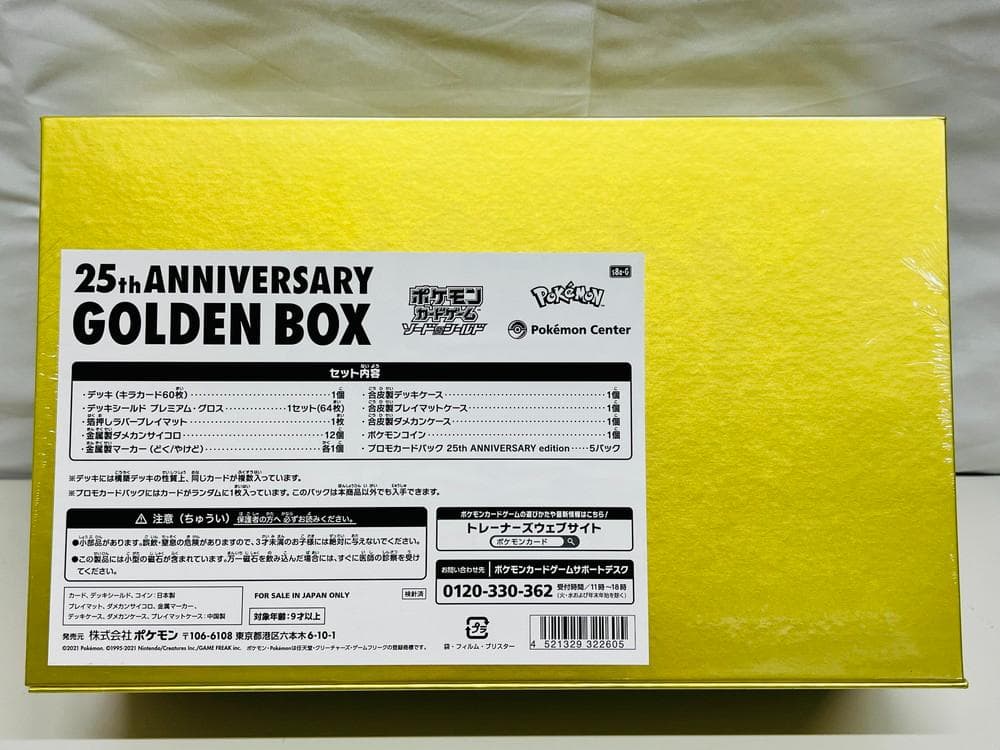 25th ANNIVERSARY
GOLDEN BOX
ポケモン
カードゲーム
ソード&シールド
s8a-G
POKéMON
Pokémon Center
セット内容
・デッキ(キラカード60枚)……………………1個
・デッキシールド プレミアム・グロス…………1セット(64枚)
・箔押しラバープレイマット……………………1枚
・金属製ダメカンサイコロ……………………12個
・金属製マーカー(どく/やけど)……………各1個
・合皮製デッキケース……………………1個
・合皮製プレイマットケース……………………1個
・合皮製ダメカンケース……………………1個
・ポケモンコイン……………………1個
・プロモカードパック 25th ANNIVERSARY edition……5パック
※デッキには構築デッキの性質上、同じカードが複数入っています。
※プロモカードパックにはカードがランダムに1枚入っています。このパックは本商品以外でも入手できます。
⚠ 注意(ちゅうい) 保護者の方へ 必ずお読みください。
●小部品があります。誤飲・窒息の危険がありますので、3才未満のお子様には絶対に与えないでください。
●この製品には小型の磁石が含まれています。万一磁石を飲み込んだ場合には、すぐに医師の診察を受け
てください。
ポケモンカードゲームの遊びかたや最新情報はこちら!
トレーナーズウェブサイト
ポケモンカード
お問い合わせ先 ポケモンカードゲームサポートデスク
0120-330-362 受付時間/11時~18時
(火・水および年末年始を除く)
カード、デッキシールド、コイン:日本製
プレイマット、ダメカンサイコロ、金属マーカー、
デッキケース、ダメカンケース、プレイマットケース:中国製
FOR SALE IN JAPAN ONLY
検針済
対象年齢:9才以上
発売元 株式会社 ポケモン 〒106-6108 東京都港区六本木6-10-1
©2021 Pokémon. ©1995-2021 Nintendo/Creatures Inc./GAME FREAK inc. ポケモン・Pokémonは任天堂・クリーチャーズ・ゲームフリークの登録商標です。
プラ
袋・フィルム・ブリスター
4 521329 322605